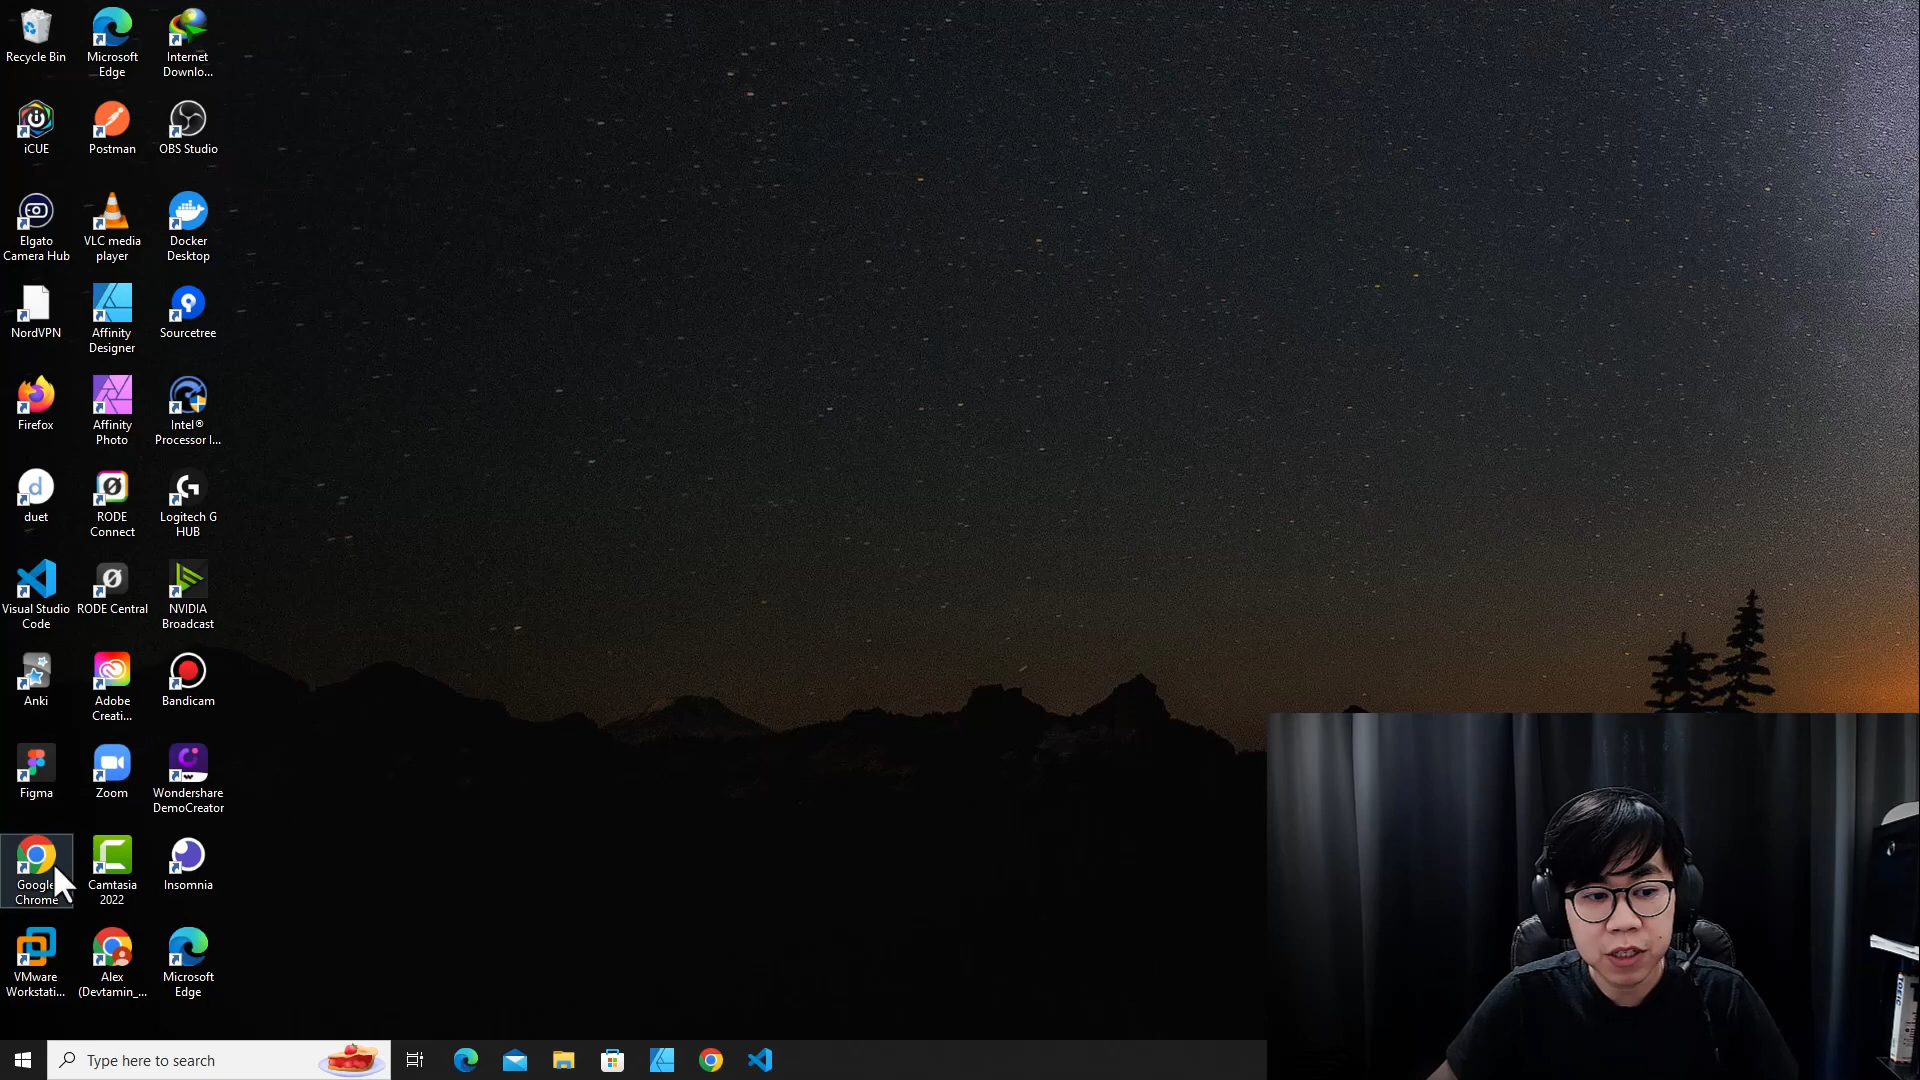 Recycle Bin
Microsoft
Edge
Internet
Downlo...
iCUE
Postman
OBS Studio
Elgato
Camera Hub
VLC media
player
Docker
Desktop
NordVPN
Affinity
Designer
Sourcetree
Firefox
Affinity
Photo
Intel®
Processor I...
duet
RODE
Connect
Logitech G
HUB
Visual Studio
Code
RODE Central
NVIDIA
Broadcast
Anki
Adobe
Creati...
Bandicam
Figma
Zoom
Wondershare
DemoCreator
Google
Chrome
Camtasia
2022
Insomnia
VMware
Workstati...
Alex
(Devtamin_...
Microsoft
Edge
Type here to search
TOEIC